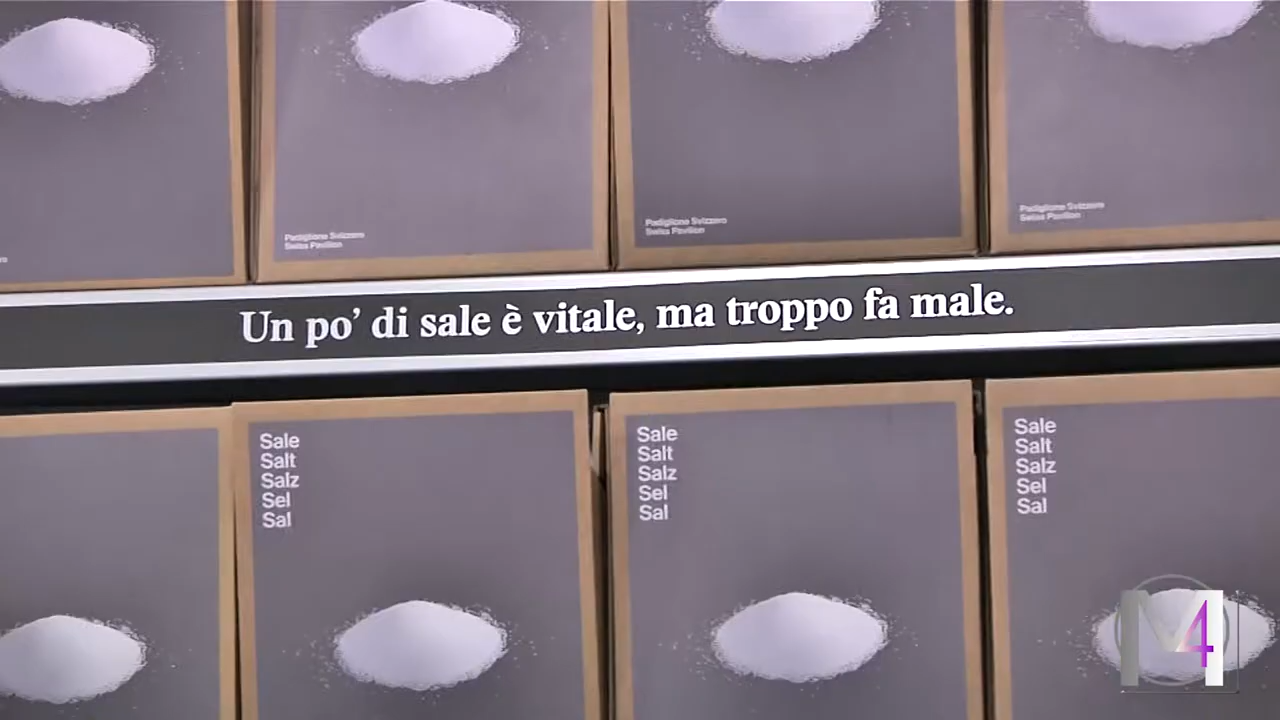 Padiglione Svizzero
Swiss Pavilion
Padiglione Svizzero
Swiss Pavilion
Padiglione Svizzero
Swiss Pavilion
Un po’ di sale è vitale, ma troppo fa male.
Sale
Salt
Salz
Sel
Sal
Sale
Salt
Salz
Sel
Sal
Sale
Salt
Salz
Sel
Sal
M4